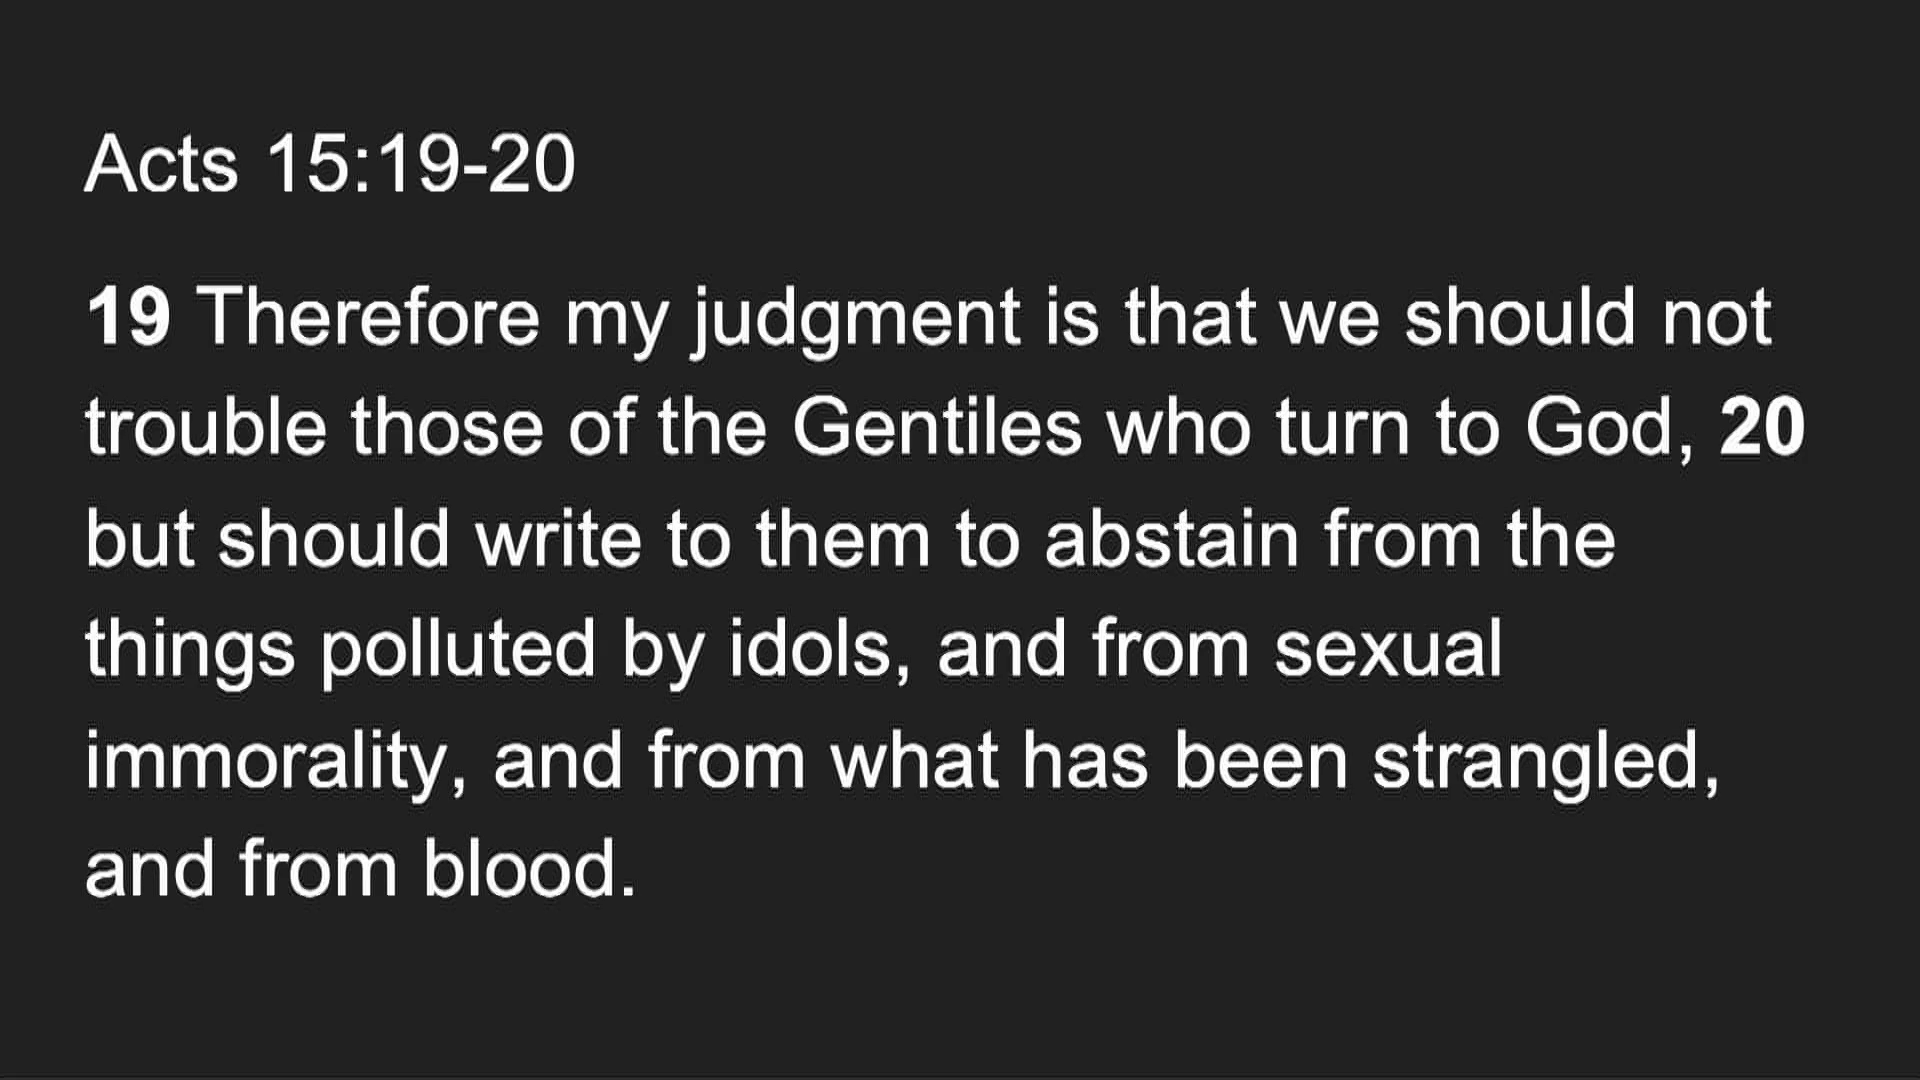 Acts 15:19-20
19 Therefore my judgment is that we should not
trouble those of the Gentiles who turn to God, 20
but should write to them to abstain from the
things polluted by idols, and from sexual
immorality, and from what has been strangled,
and from blood.